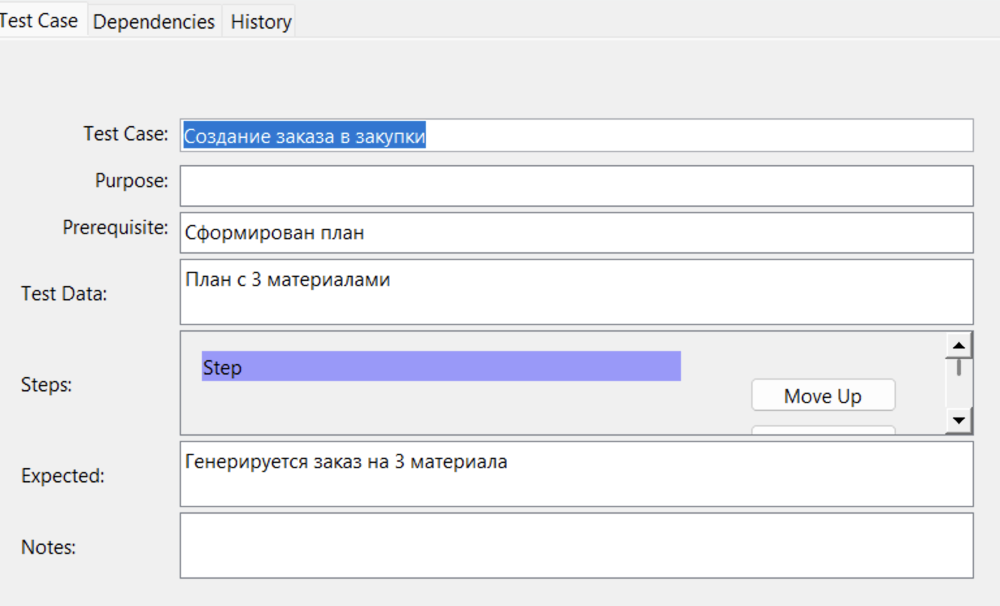 Test Case Dependencies History
Test Case: Создание заказа в закупки
Purpose:
Prerequisite: Сформирован план
Test Data: План с 3 материалами
Steps: Step
Move Up
Expected: Генерируется заказ на 3 материала
Notes: